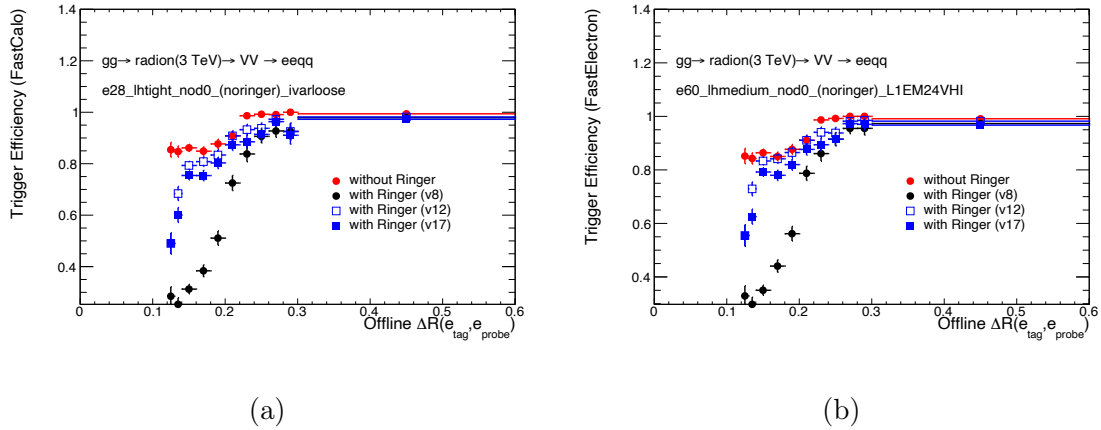 Trigger Efficiency (FastCalo)
1.4
1.2
1
0.8
0.6
0.4
gg→ radion(3 TeV)→ VV → eeqq
e28_lhtight_nod0_(noringer)_ivarloose
without Ringer
with Ringer (v8)
with Ringer (v12)
with Ringer (v17)
0 0.1 0.2 0.3 0.4 0.5 0.6
Offline ΔR(e_tag,e_probe)
(a)
Trigger Efficiency (FastElectron)
1.4
1.2
1
0.8
0.6
0.4
gg→ radion(3 TeV)→ VV → eeqq
e60_lhmedium_nod0_(noringer)_L1EM24VHI
without Ringer
with Ringer (v8)
with Ringer (v12)
with Ringer (v17)
0 0.1 0.2 0.3 0.4 0.5 0.6
Offline ΔR(e_tag,e_probe)
(b)